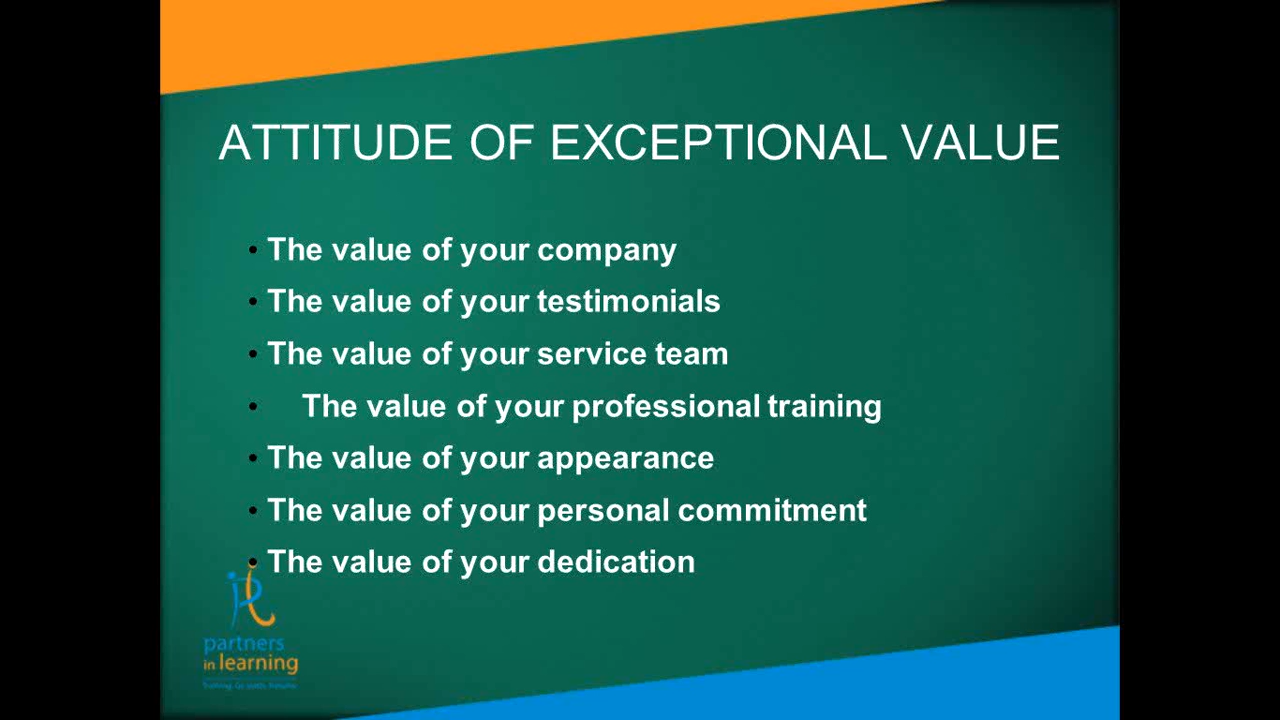 ATTITUDE OF EXCEPTIONAL VALUE
• The value of your company
• The value of your testimonials
• The value of your service team
• The value of your professional training
• The value of your appearance
• The value of your personal commitment
• The value of your dedication
partners
in learning